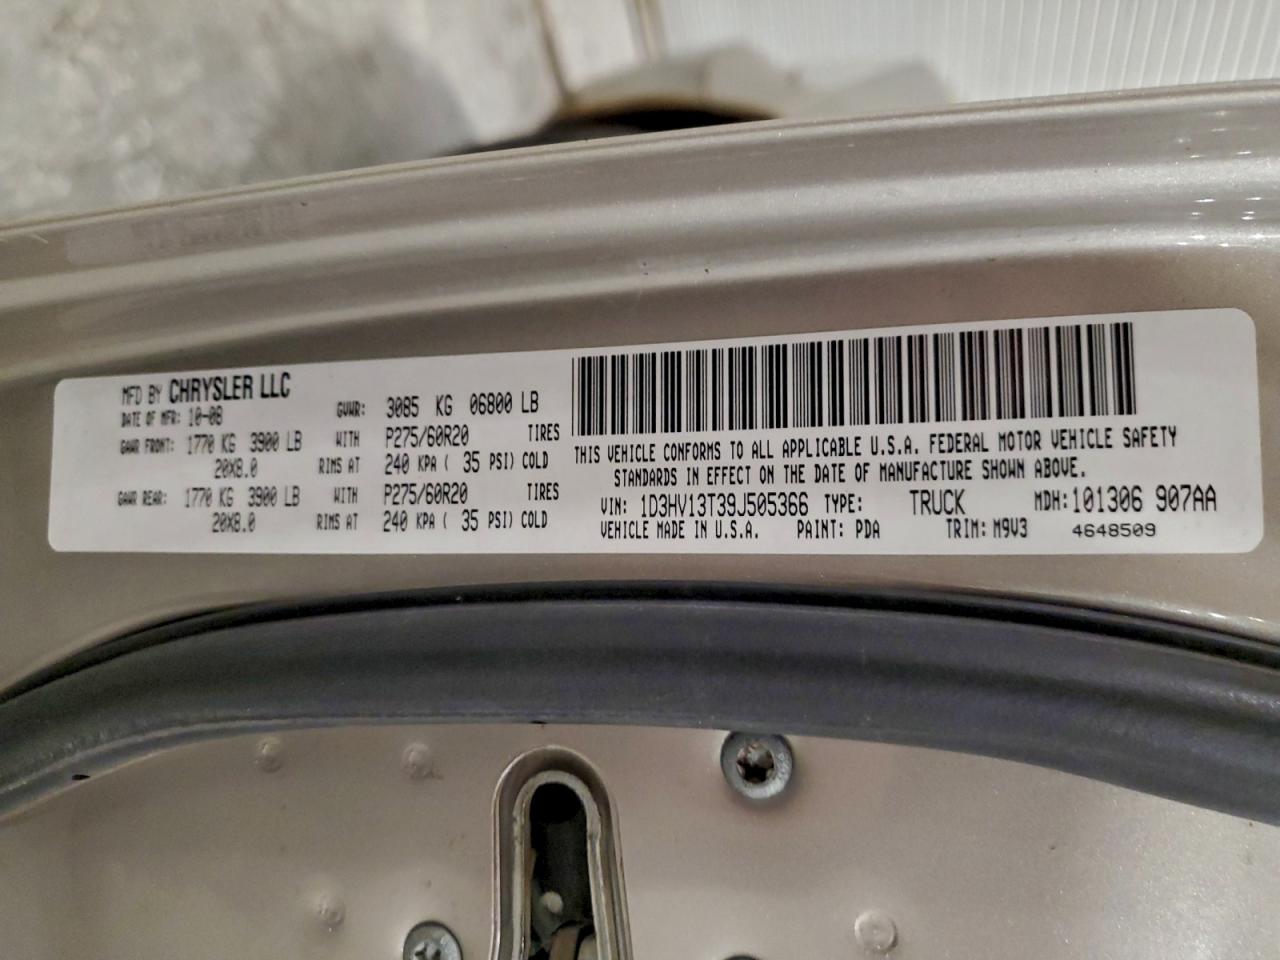 MFD BY CHRYSLER LLC
DATE OF MFR: 10-08 GVWR: 3085 KG 06800 LB
GAWR FRONT: 1770 KG 3900 LB WITH P275/60R20 TIRES
20X8.0 RIMS AT 240 KPA ( 35 PSI) COLD
GAWR REAR: 1770 KG 3900 LB WITH P275/60R20 TIRES
20X8.0 RIMS AT 240 KPA ( 35 PSI) COLD
THIS VEHICLE CONFORMS TO ALL APPLICABLE U.S.A. FEDERAL MOTOR VEHICLE SAFETY
STANDARDS IN EFFECT ON THE DATE OF MANUFACTURE SHOWN ABOVE.
VIN: 1D3HV13T39J505366 TYPE: TRUCK MDH:101306 907AA
VEHICLE MADE IN U.S.A. PAINT: PDA TRIM: M9V3 4648509